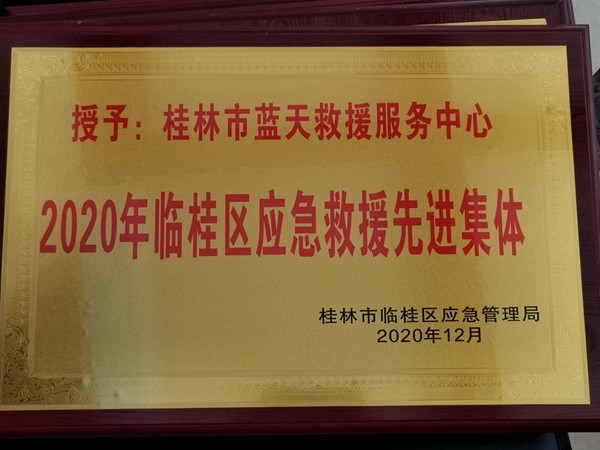 授予：桂林市蓝天救援服务中心
2020年临桂区应急救援先进集体
桂林市临桂区应急管理局
2020年12月